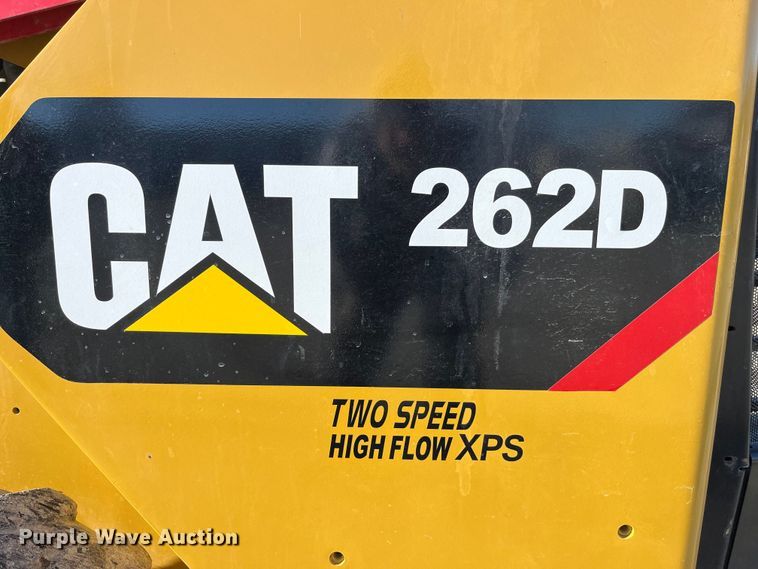 CAT 262D
TWO SPEED
HIGH FLOW XPS
Purple Wave Auction